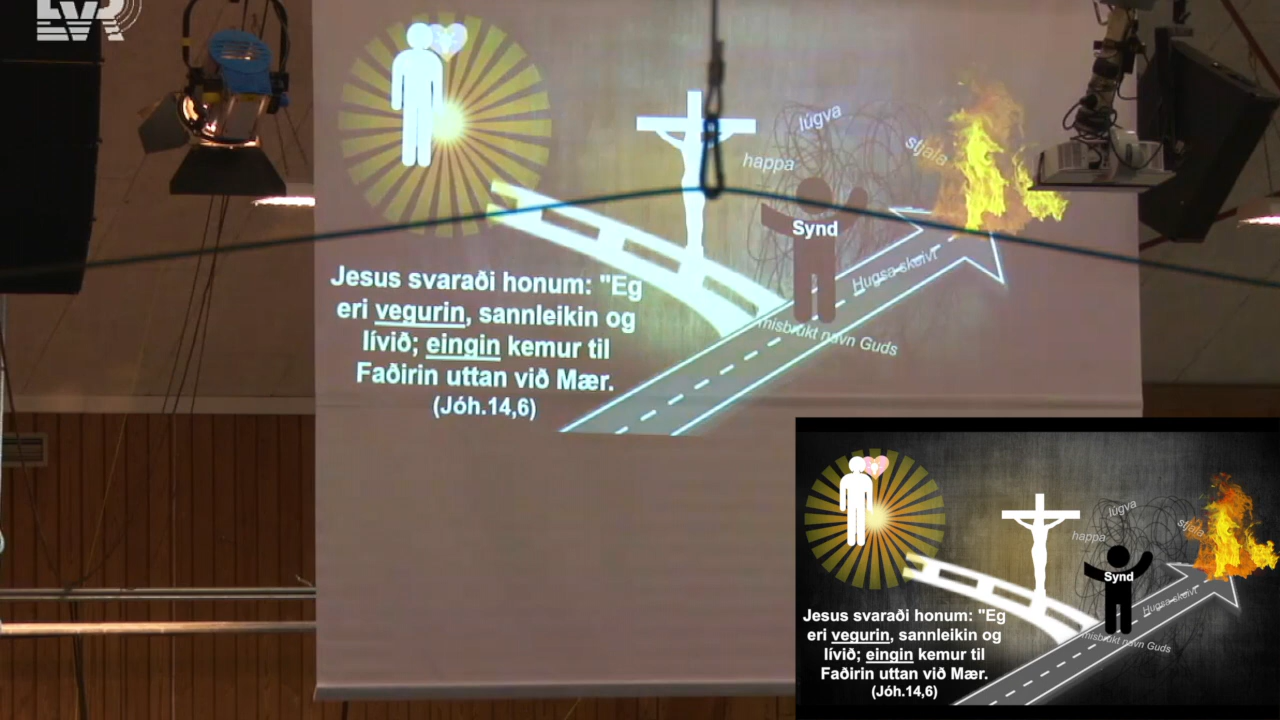 LVR
lúgva
stjala
happa
Synd
Hugsa skeivt
misbrúkt navn Guds
Jesus svaraði honum: "Eg
eri vegurin, sannleikin og
lívið; eingin kemur til
Faðirin uttan við Mær.
(Jóh.14,6)
lúgva
stjala
happa
Synd
Hugsa skeivt
misbrúkt navn Guds
Jesus svaraði honum: "Eg
eri vegurin, sannleikin og
lívið; eingin kemur til
Faðirin uttan við Mær.
(Jóh.14,6)